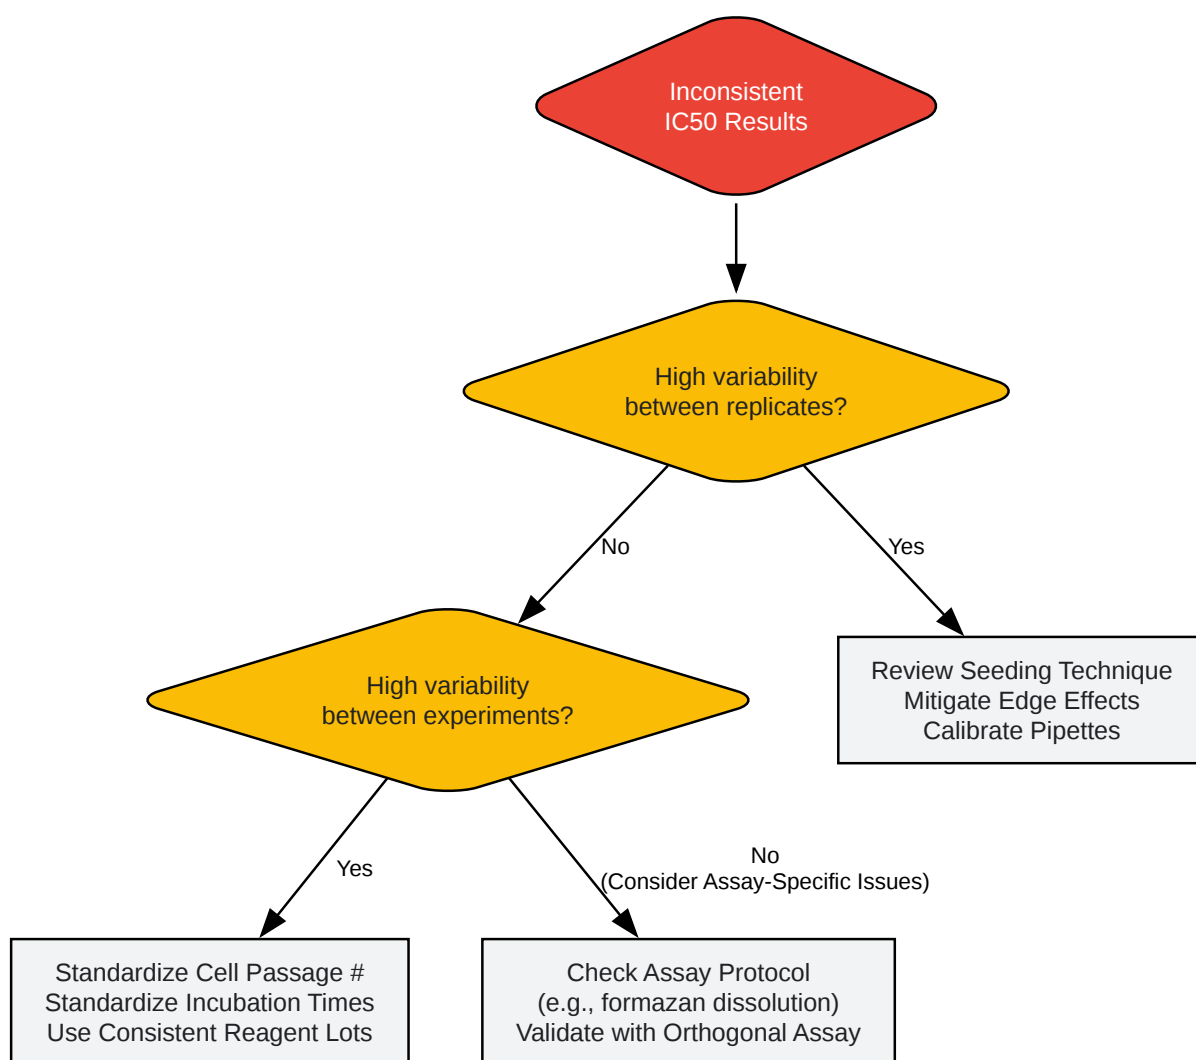 Inconsistent
IC50 Results
High variability
between replicates?
No
Yes
High variability
between experiments?
Review Seeding Technique
Mitigate Edge Effects
Calibrate Pipettes
Yes
No
(Consider Assay-Specific Issues)
Standardize Cell Passage #
Standardize Incubation Times
Use Consistent Reagent Lots
Check Assay Protocol
(e.g., formazan dissolution)
Validate with Orthogonal Assay